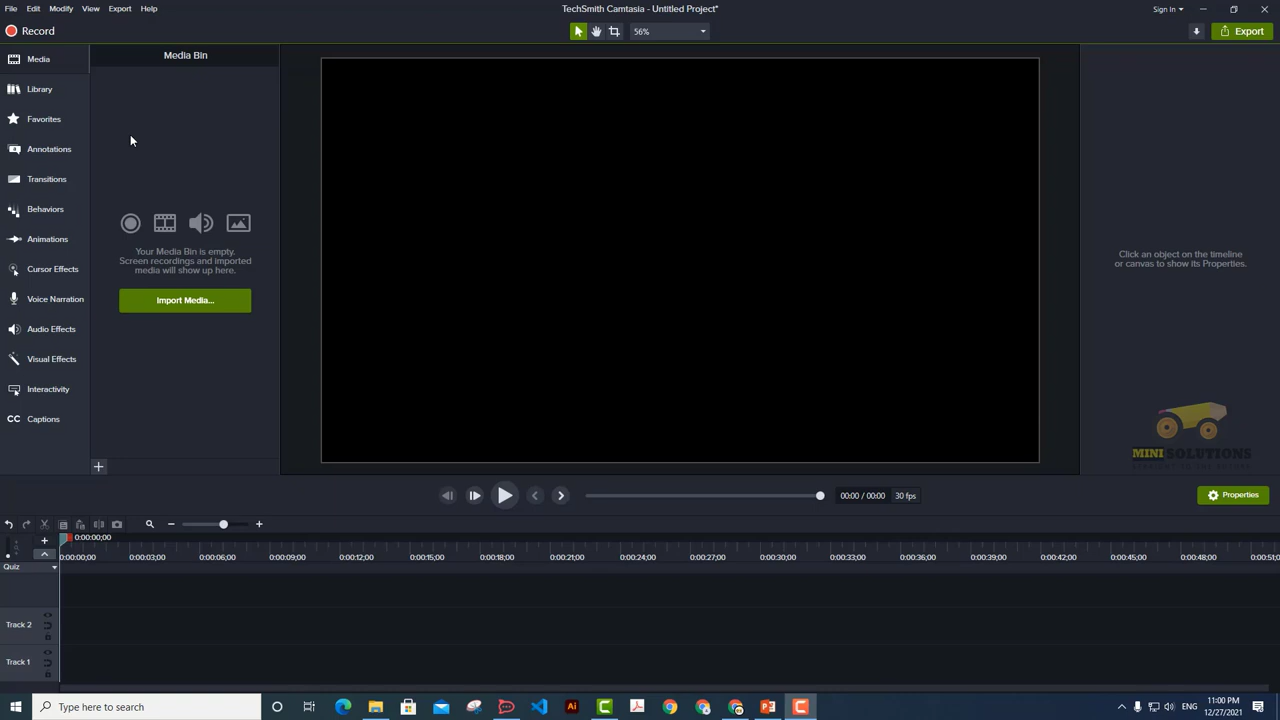 File Edit Modify View Export Help
TechSmith Camtasia - Untitled Project*
Sign In
Record
56%
Export
Media
Media Bin
Library
Favorites
Annotations
Transitions
Behaviors
Animations
Cursor Effects
Voice Narration
Audio Effects
Visual Effects
Interactivity
CC Captions
Your Media Bin is empty.
Screen recordings and imported
media will show up here.
Import Media...
Click an object on the timeline
or canvas to show its Properties.
MINI SOLUTIONS
00:00 / 00:00 30 fps
Properties
0:00:00;00
0:00:00;00 0:00:03;00 0:00:06;00 0:00:09;00 0:00:12;00 0:00:15;00 0:00:18;00 0:00:21;00 0:00:24;00 0:00:27;00 0:00:30;00 0:00:33;00 0:00:36;00 0:00:39;00 0:00:42;00 0:00:45;00 0:00:48;00 0:00:51;0
Quiz
Track 2
Track 1
Type here to search
Ai
ENG
11:00 PM
12/27/2021